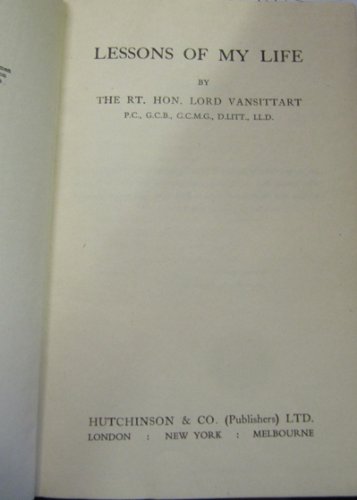 LESSONS OF MY LIFE
BY
THE RT. HON. LORD VANSITTART
P.C., G.C.B., G.C.M.G., D.LITT., LL.D.
HUTCHINSON & CO. (Publishers) LTD.
LONDON : NEW YORK : MELBOURNE